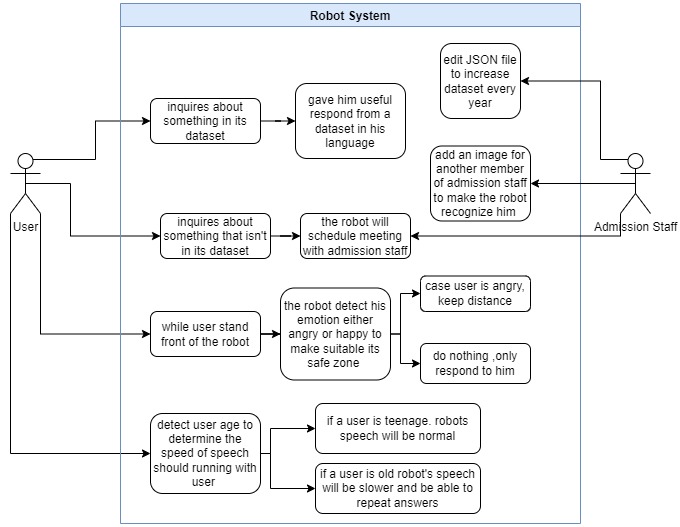 Robot System
edit JSON file
to increase
dataset every
year
inquires about
something in its
dataset
gave him useful
respond from a
dataset in his
language
add an image for
another member
of admission staff
to make the robot
recognize him
User
Admission Staff
inquires about
something that isn't
in its dataset
the robot will
schedule meeting
with admission staff
while user stand
front of the robot
the robot detect his
emotion either
angry or happy to
make suitable its
safe zone
case user is angry,
keep distance
do nothing ,only
respond to him
detect user age to
determine the
speed of speech
should running with
user
if a user is teenage. robots
speech will be normal
if a user is old robot's speech
will be slower and be able to
repeat answers